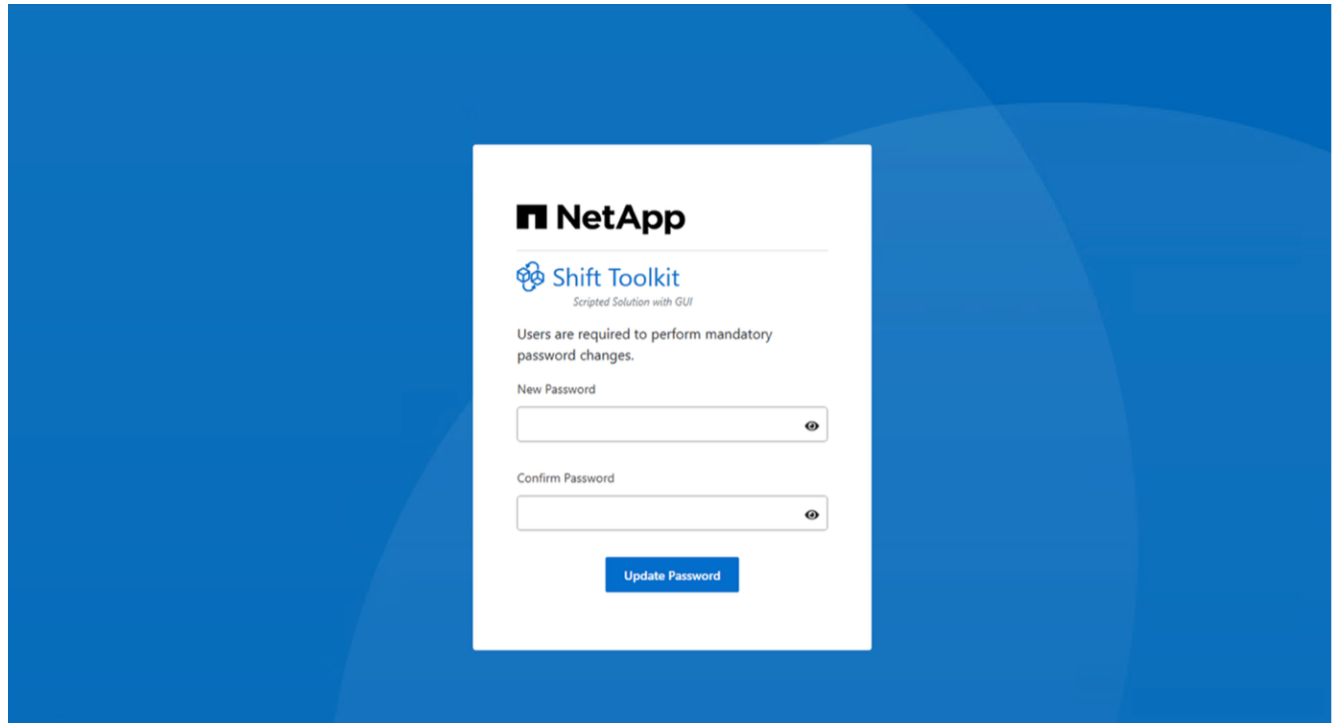 NetApp
Shift Toolkit
Scripted Solution with GUI
Users are required to perform mandatory
password changes.
New Password
Confirm Password
Update Password